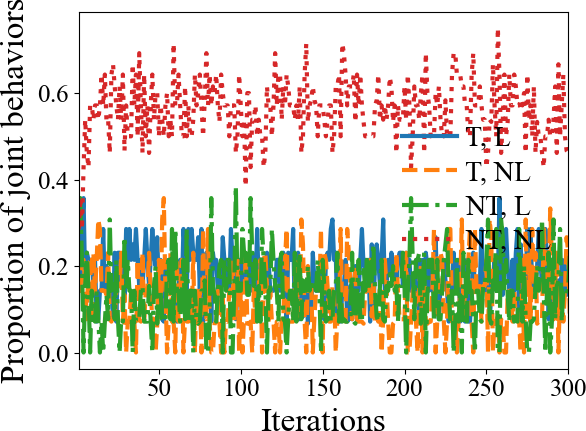 Proportion of joint behaviors
0.6
0.4
0.2
0.0
T, L
T, NL
NT, L
NT, NL
50 100 150 200 250 300
Iterations